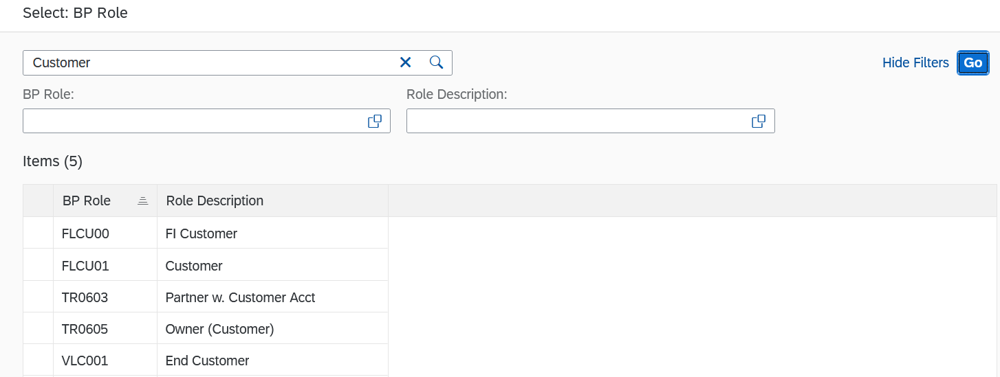 Select: BP Role
Customer
Hide Filters Go
BP Role: Role Description:
Items (5)
BP Role Role Description
FLCU00 FI Customer
FLCU01 Customer
TR0603 Partner w. Customer Acct
TR0605 Owner (Customer)
VLC001 End Customer